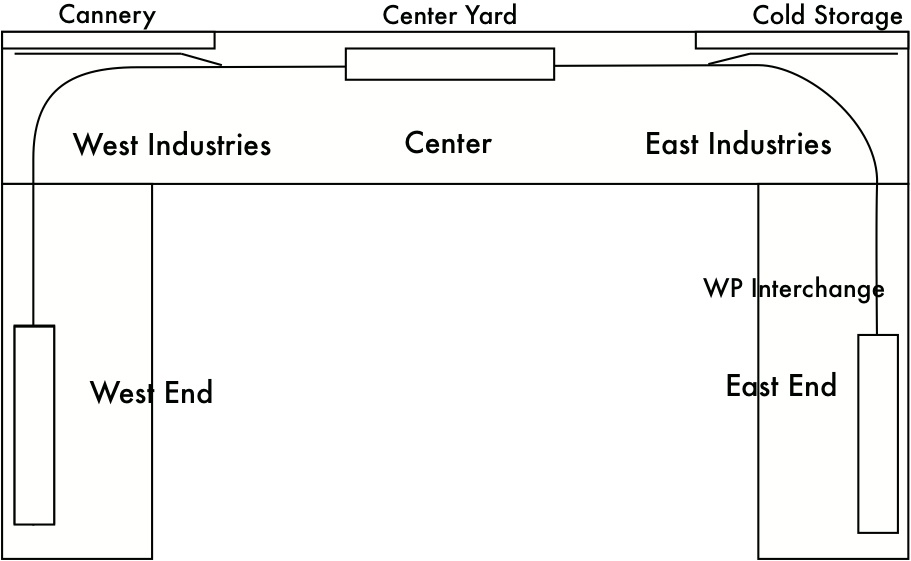 Cannery
Center Yard
Cold Storage
West Industries
Center
East Industries
WP Interchange
West End
East End